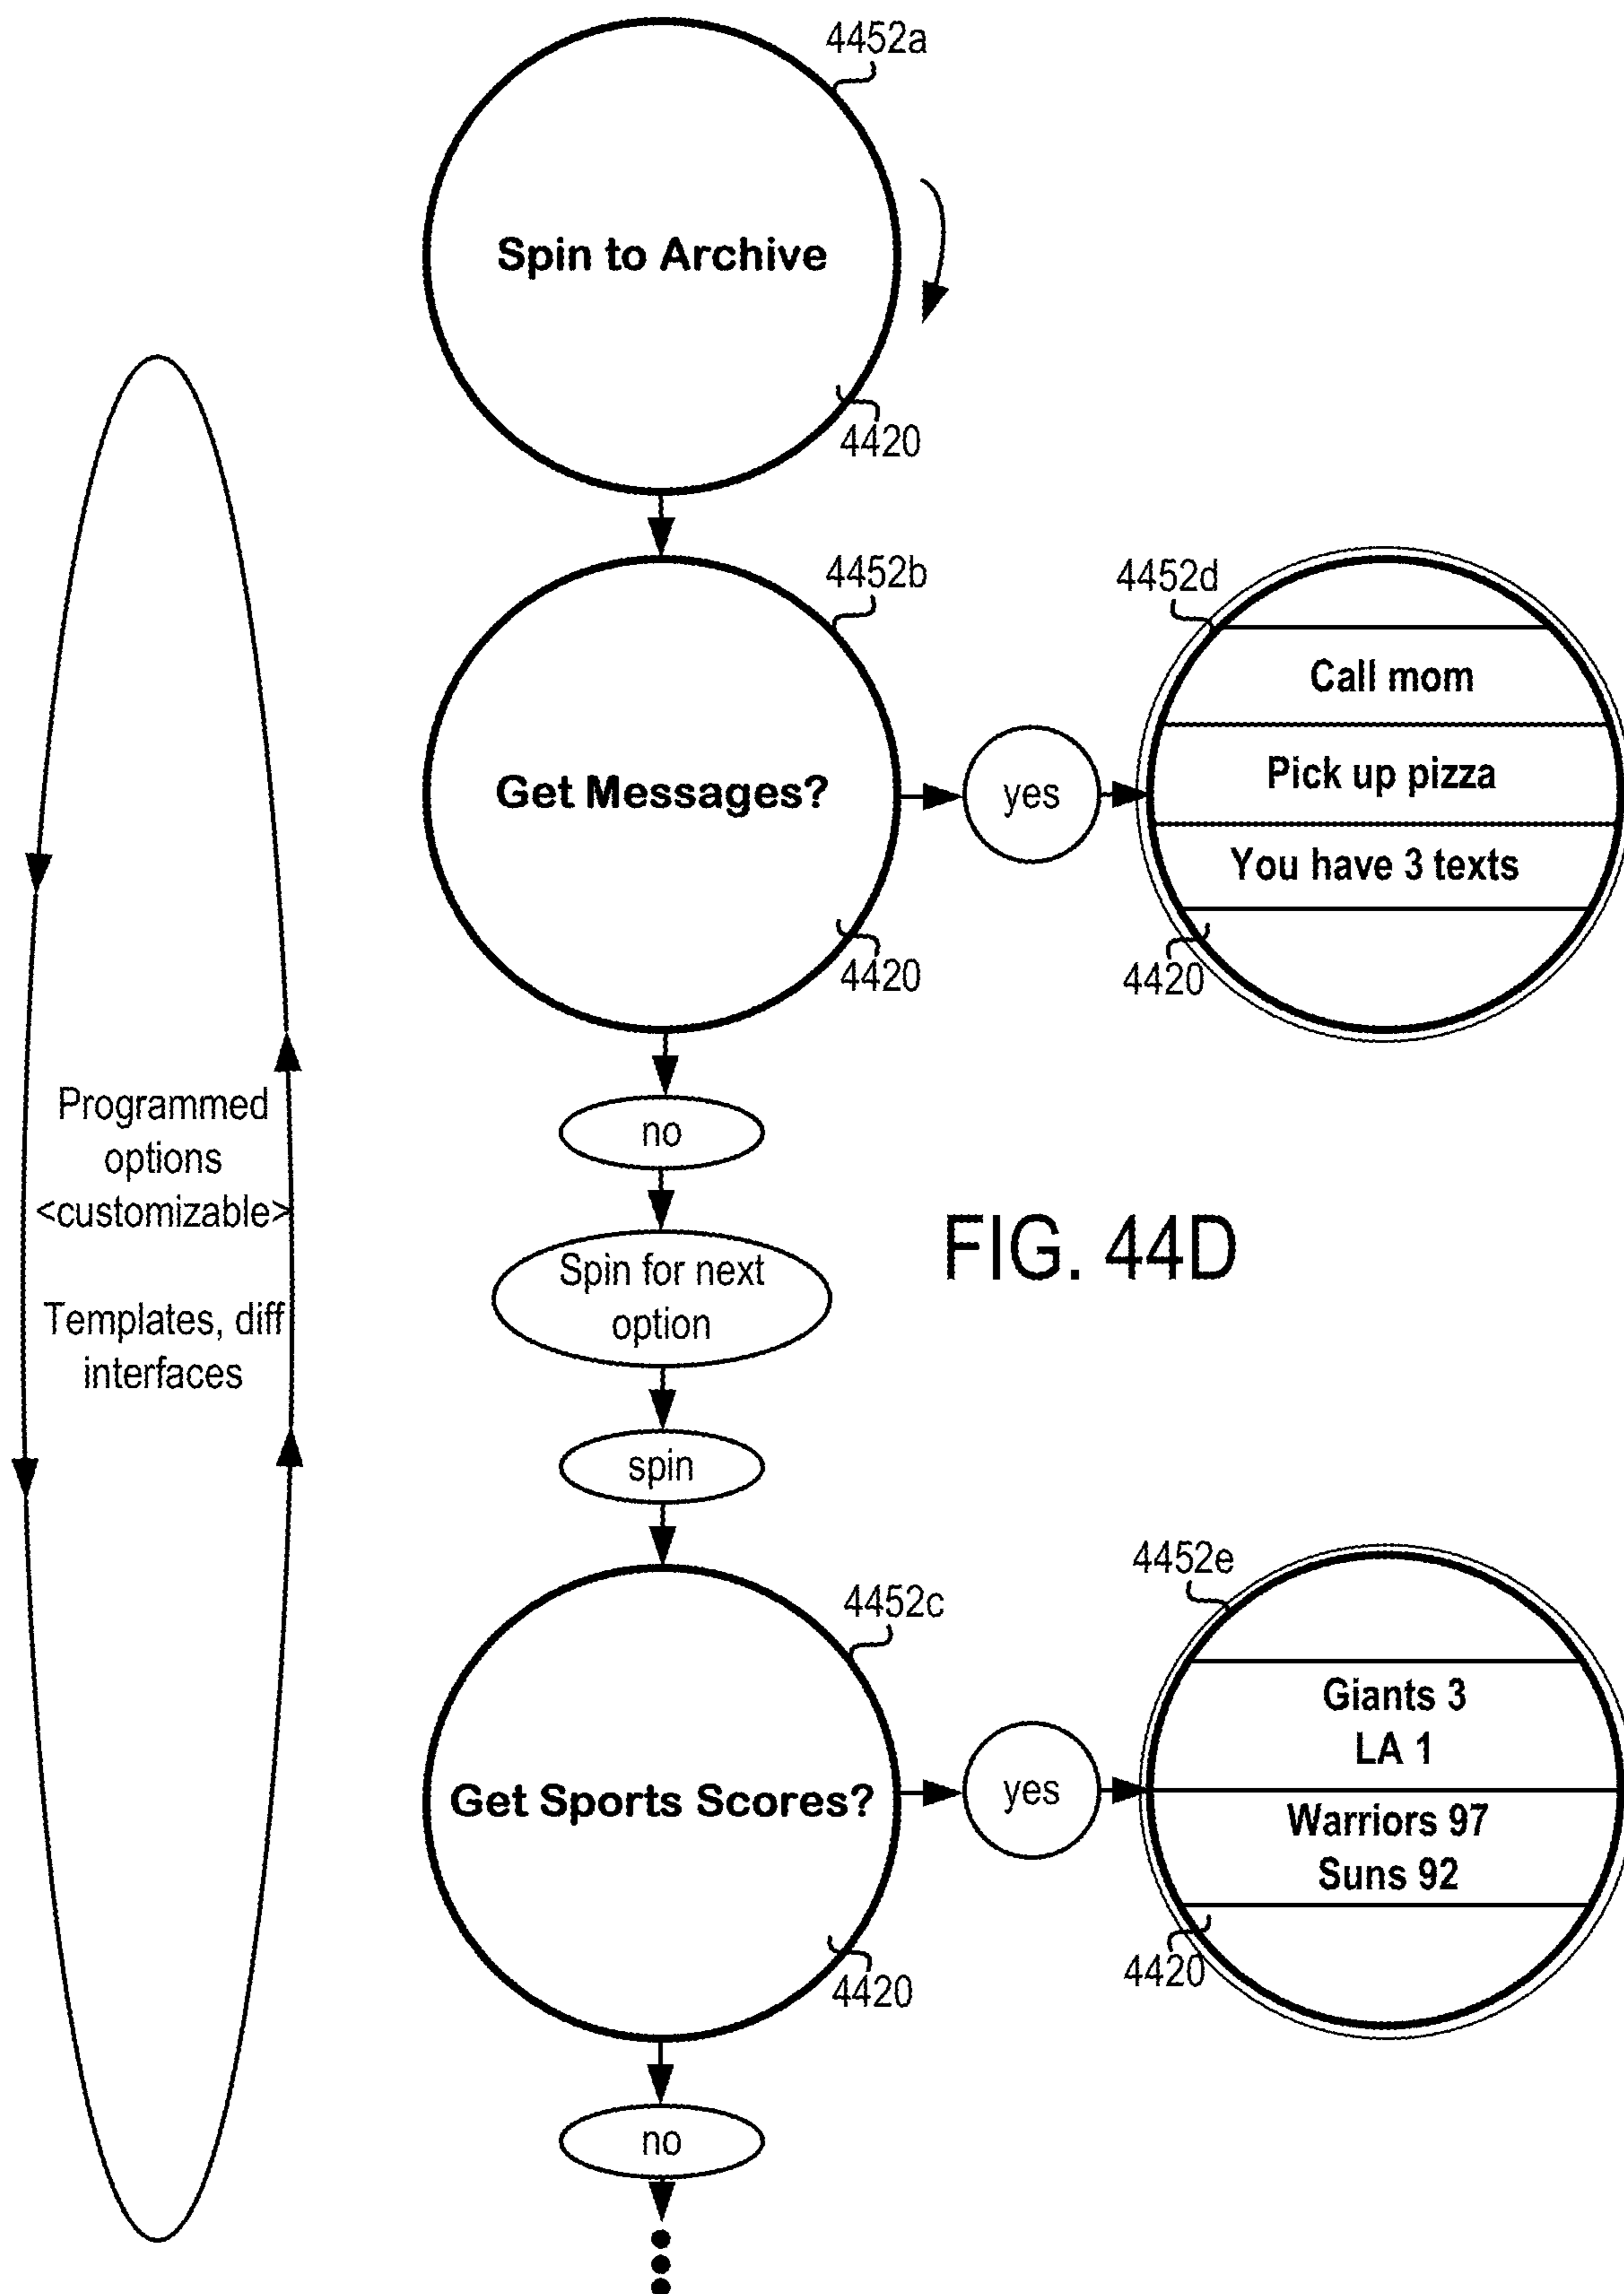 4452a
Spin to Archive
4420
4452b
4452d
Call mom
Get Messages?
yes
Pick up pizza
You have 3 texts
4420
4420
Programmed
options
<customizable>
Templates, diff
interfaces
no
Spin for next
option
FIG. 44D
spin
4452c
4452e
Giants 3
LA 1
Get Sports Scores?
yes
Warriors 97
Suns 92
4420
4420
no